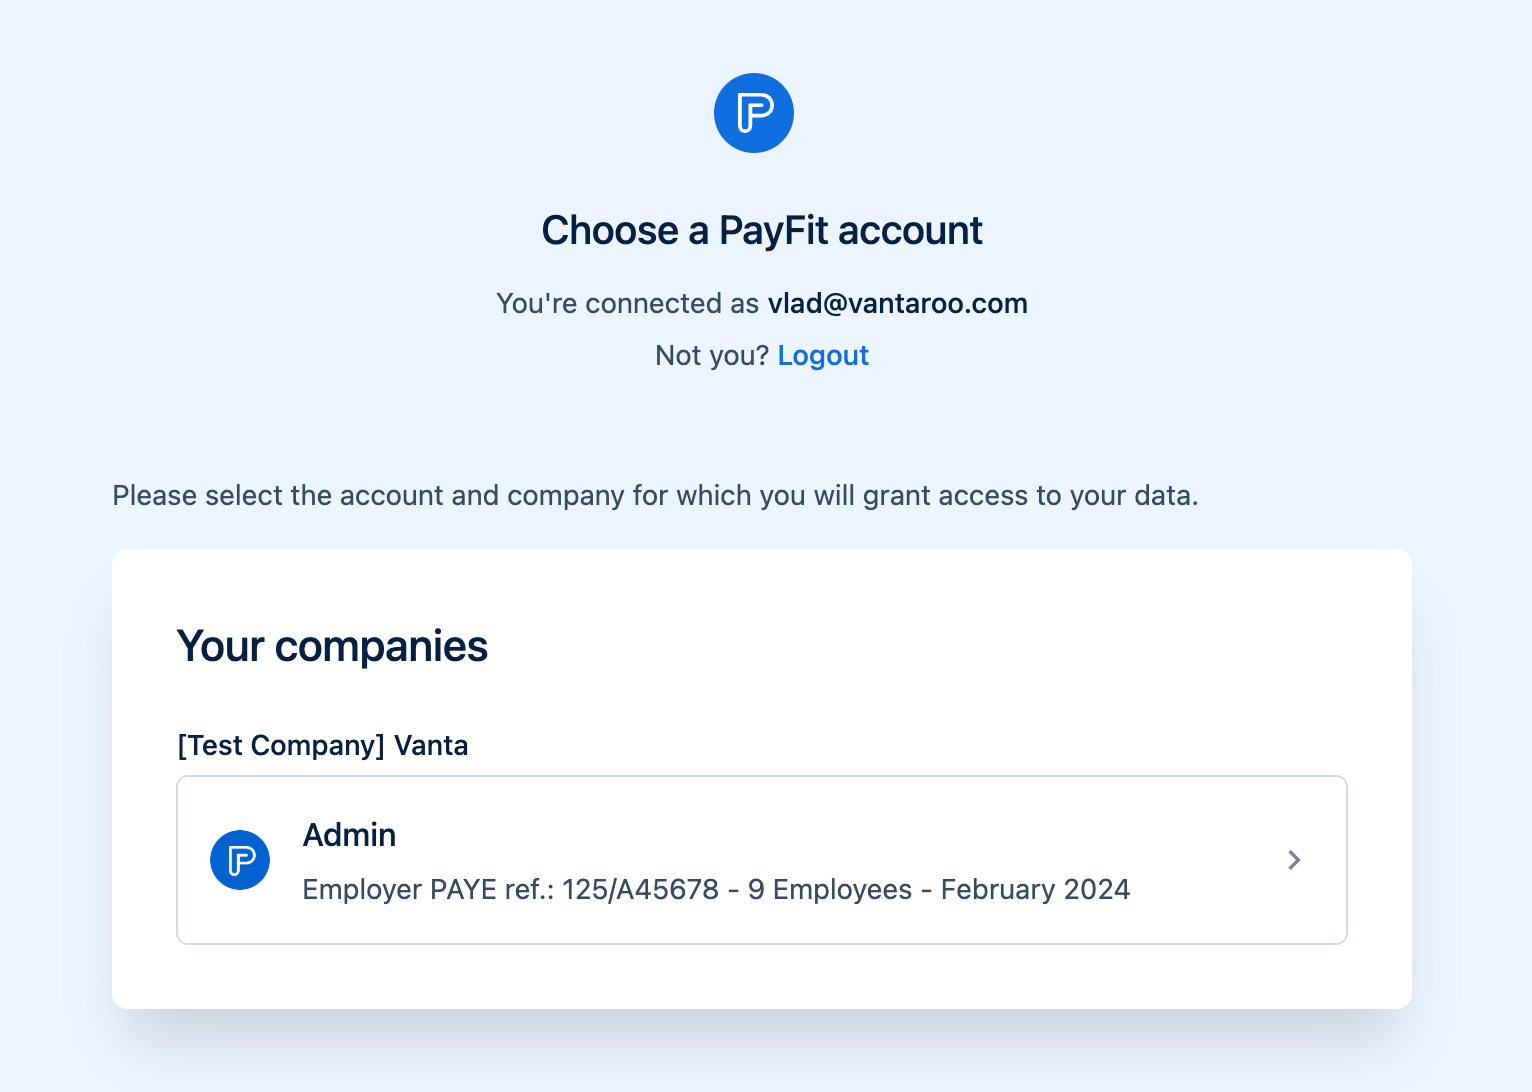 Choose a PayFit account
You're connected as vlad@vantaroo.com
Not you? Logout
Please select the account and company for which you will grant access to your data.
Your companies
[Test Company] Vanta
Admin
Employer PAYE ref.: 125/A45678 - 9 Employees - February 2024